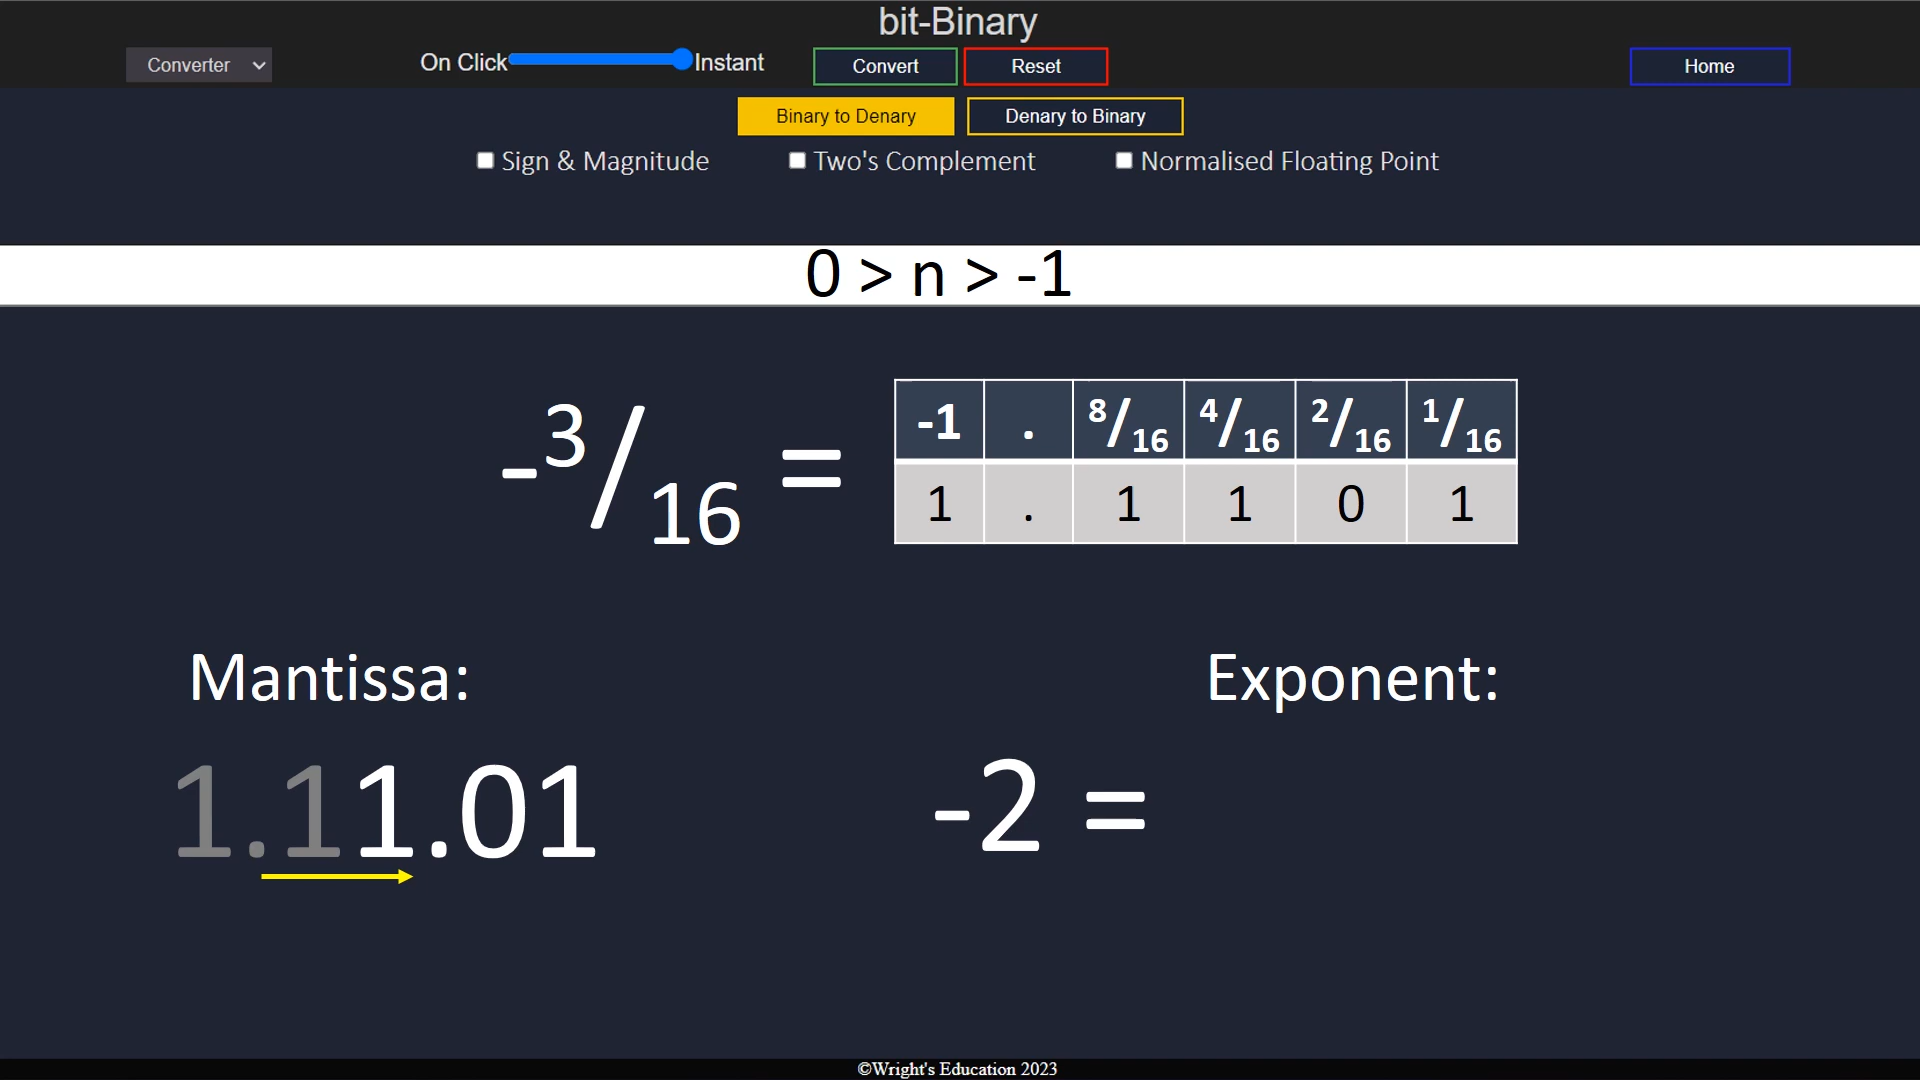 bit-Binary
Converter
On Click Instant
Convert
Reset
Home
Binary to Denary
Denary to Binary
Sign & Magnitude
Two's Complement
Normalised Floating Point
0 > n > -1
-3/16 =
-1 . 8/16 4/16 2/16 1/16
1 . 1 1 0 1
Mantissa:
Exponent:
1.11.01
-2 =
©Wright's Education 2023